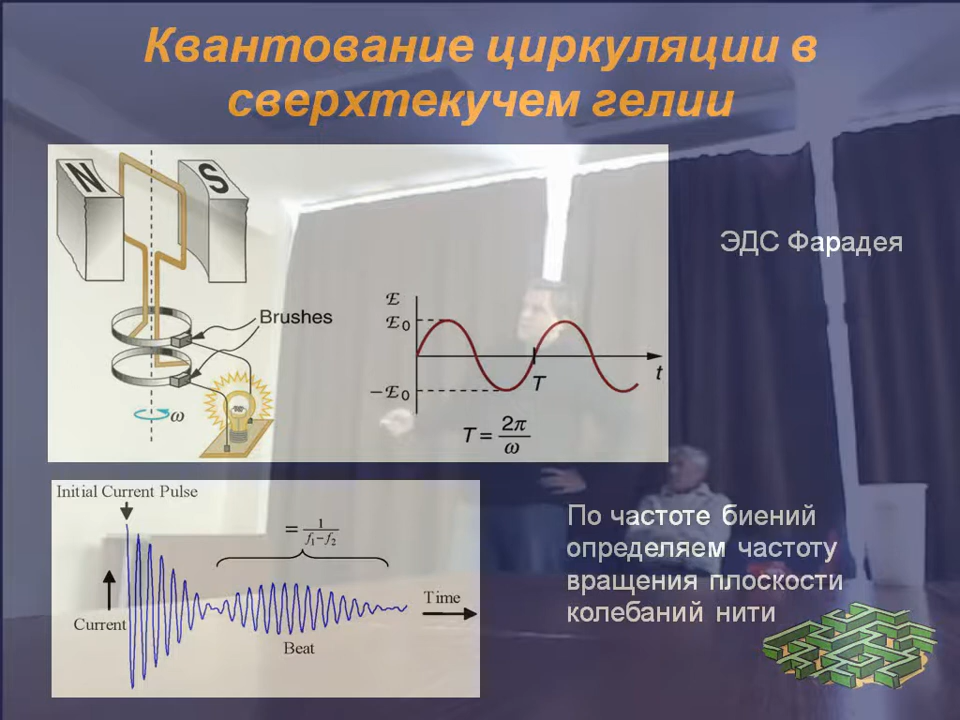 Квантование циркуляции в
сверхтекучем гелии
N
S
ЭДС Фарадея
Brushes
ω
ℰ
ℰ₀
−ℰ₀
T
t
T = 2π/ω
Initial Current Pulse
= 1/(f₁−f₂)
Current
Time
Beat
По частоте биений
определяем частоту
вращения плоскости
колебаний нити